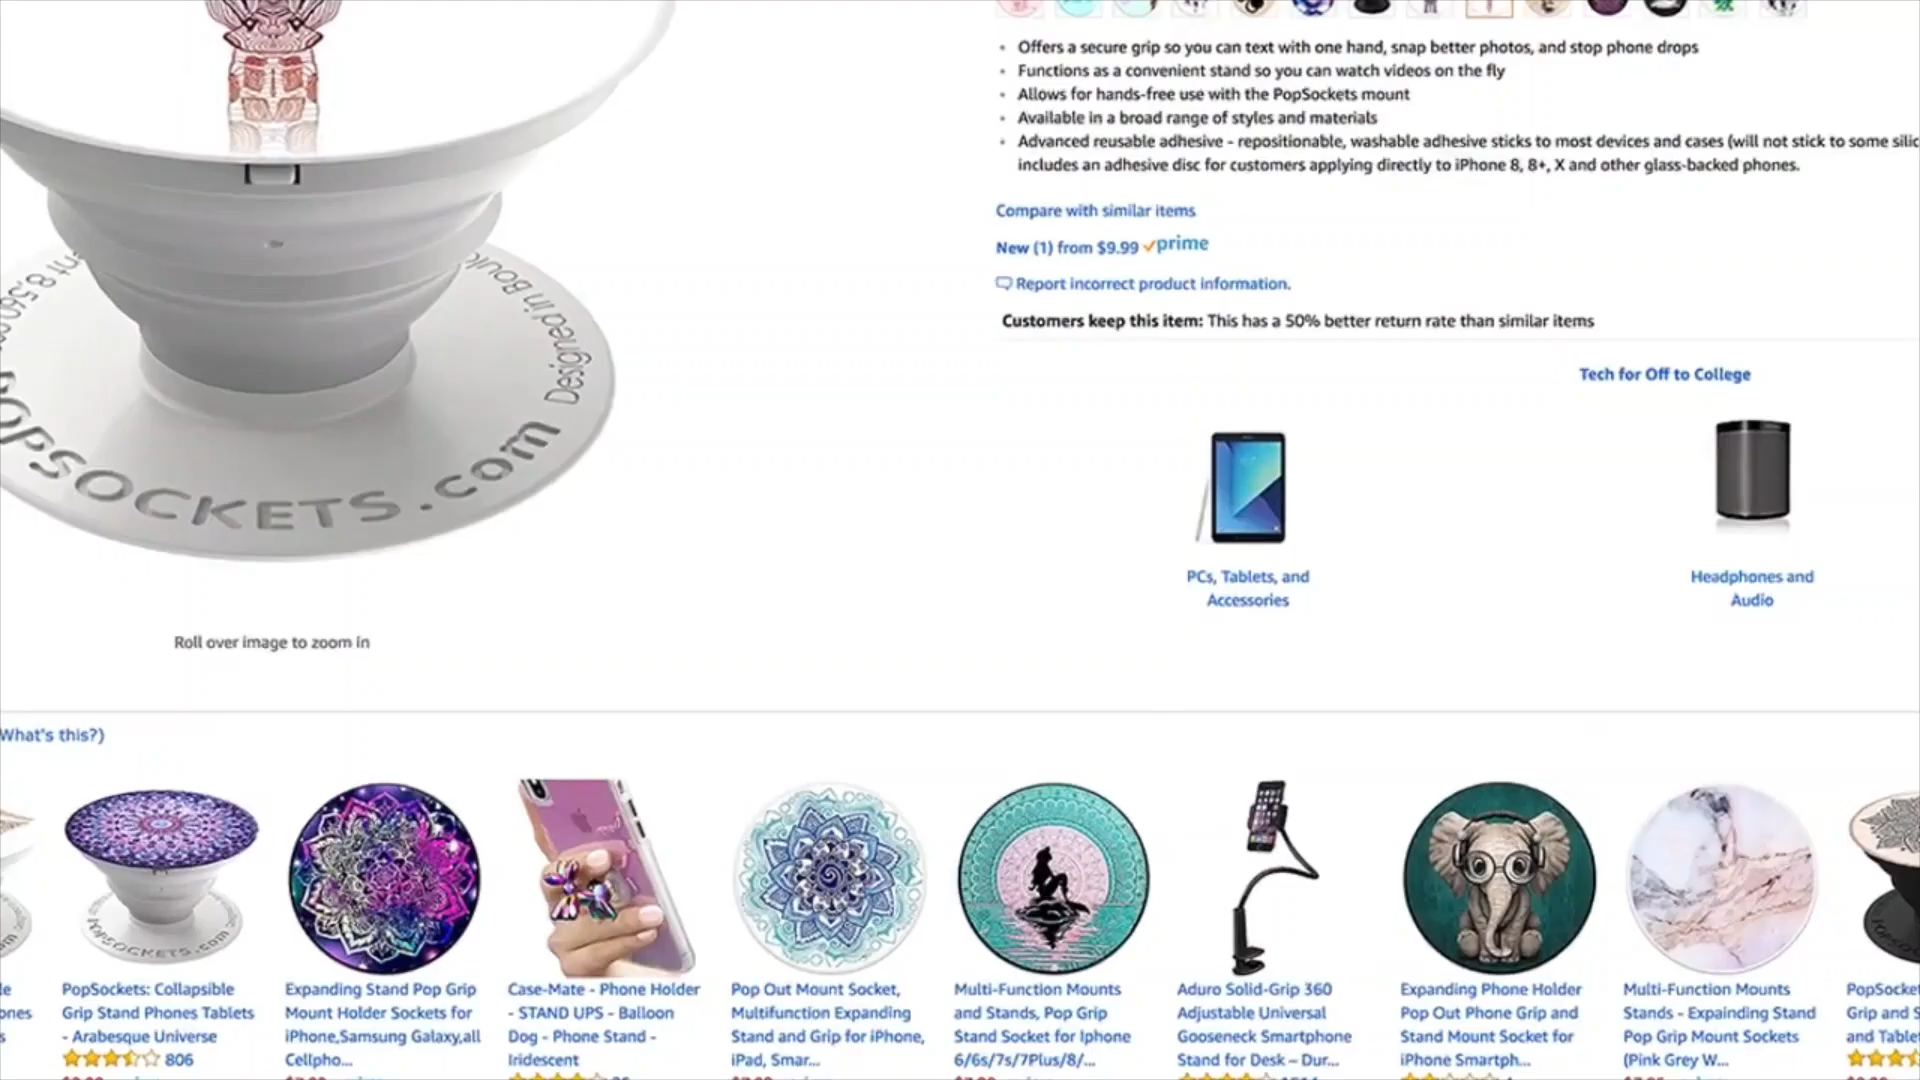 Offers a secure grip so you can text with one hand, snap better photos, and stop phone drops
Functions as a convenient stand so you can watch videos on the fly
Allows for hands-free use with the PopSockets mount
Available in a broad range of styles and materials
Advanced reusable adhesive - repositionable, washable adhesive sticks to most devices and cases (will not stick to some silic
includes an adhesive disc for customers applying directly to iPhone 8, 8+, X and other glass-backed phones.
Compare with similar items
New (1) from $9.99 prime
Report incorrect product information.
Customers keep this item: This has a 50% better return rate than similar items
Designed in Boul
POPSOCKETS.com
Tech for Off to College
PCs, Tablets, and
Accessories
Headphones and
Audio
Roll over image to zoom in
What's this?)
POPSOCKETS.com
PopSockets: Collapsible
Grip Stand Phones Tablets
- Arabesque Universe
806
Expanding Stand Pop Grip
Mount Holder Sockets for
iPhone,Samsung Galaxy,all
Cellpho...
Case-Mate - Phone Holder
- STAND UPS - Balloon
Dog - Phone Stand -
Iridescent
Pop Out Mount Socket,
Multifunction Expanding
Stand and Grip for iPhone,
iPad, Smar...
Multi-Function Mounts
and Stands, Pop Grip
Stand Socket for Iphone
6/6s/7s/7Plus/8/...
Aduro Solid-Grip 360
Adjustable Universal
Gooseneck Smartphone
Stand for Desk – Dur...
Expanding Phone Holder
Pop Out Phone Grip and
Stand Mount Socket for
iPhone Smartph...
Multi-Function Mounts
Stands - Expainding Stand
Pop Grip Mount Sockets
(Pink Grey W...
PopSocket
Grip and S
and Table